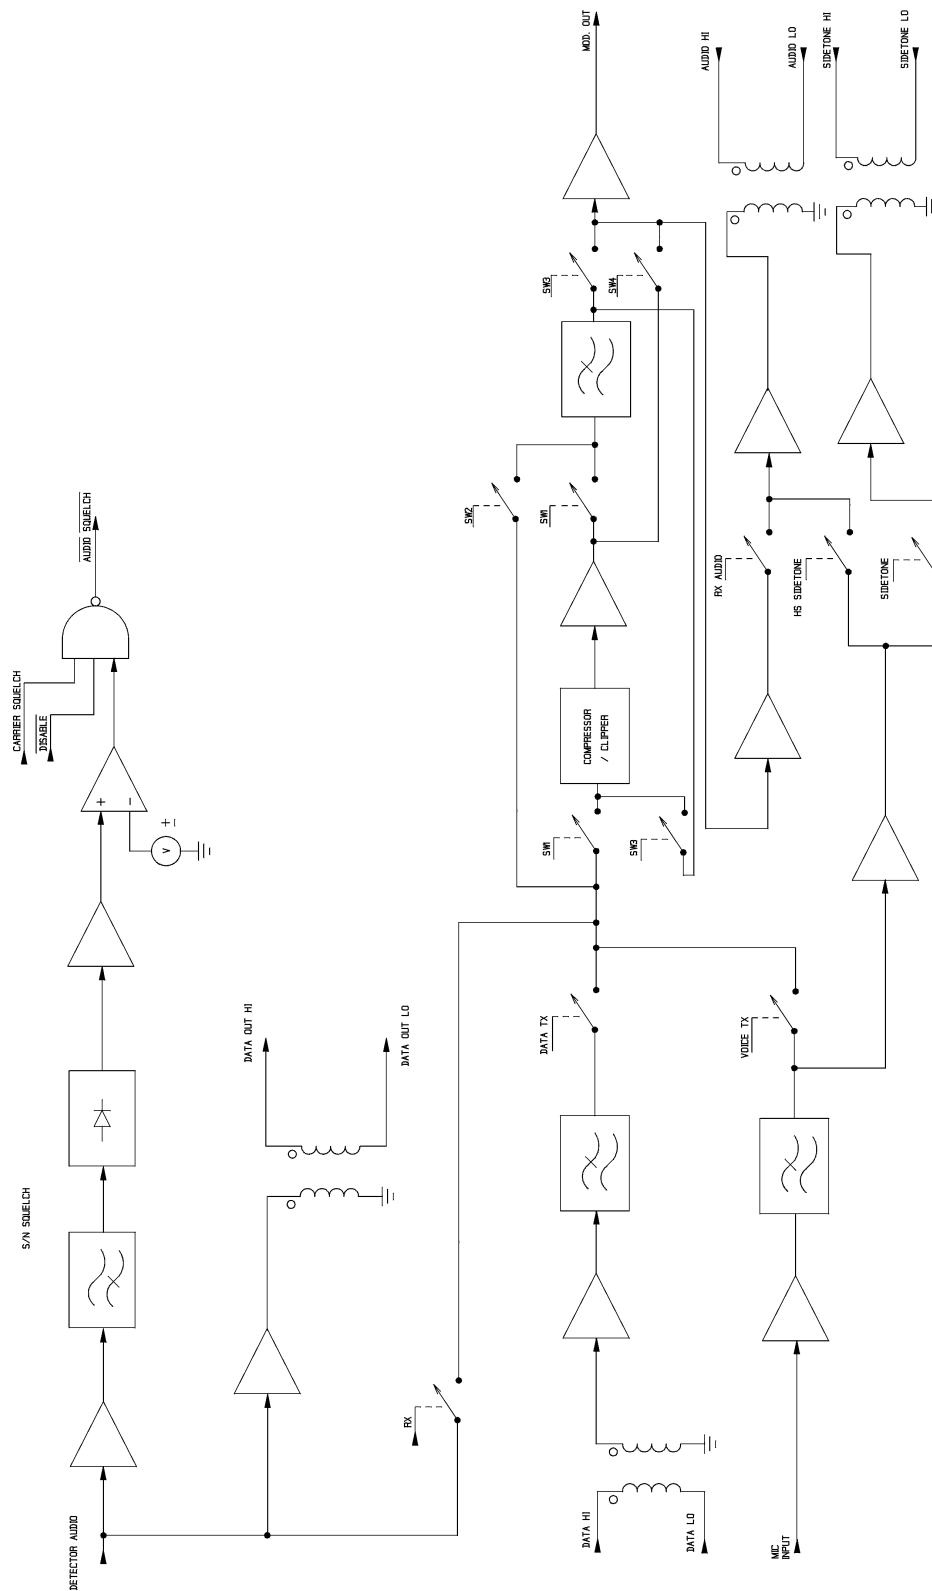 DETECTOR AUDIO
S/N SQUELCH
+
-
V
+
-
CARRIER SQUELCH
DISABLE
AUDIO SQUELCH
DATA OUT HI
DATA OUT LO
RX
DATA HI
DATA LO
DATA TX
SW2
SW1
SW3
COMPRESSOR
/ CLIPPER
SW1
SW3
SW4
MOD. OUT
MIC
INPUT
VOICE TX
RX AUDIO
HS SIDETONE
SIDETONE
AUDIO HI
AUDIO LO
SIDETONE HI
SIDETONE LO